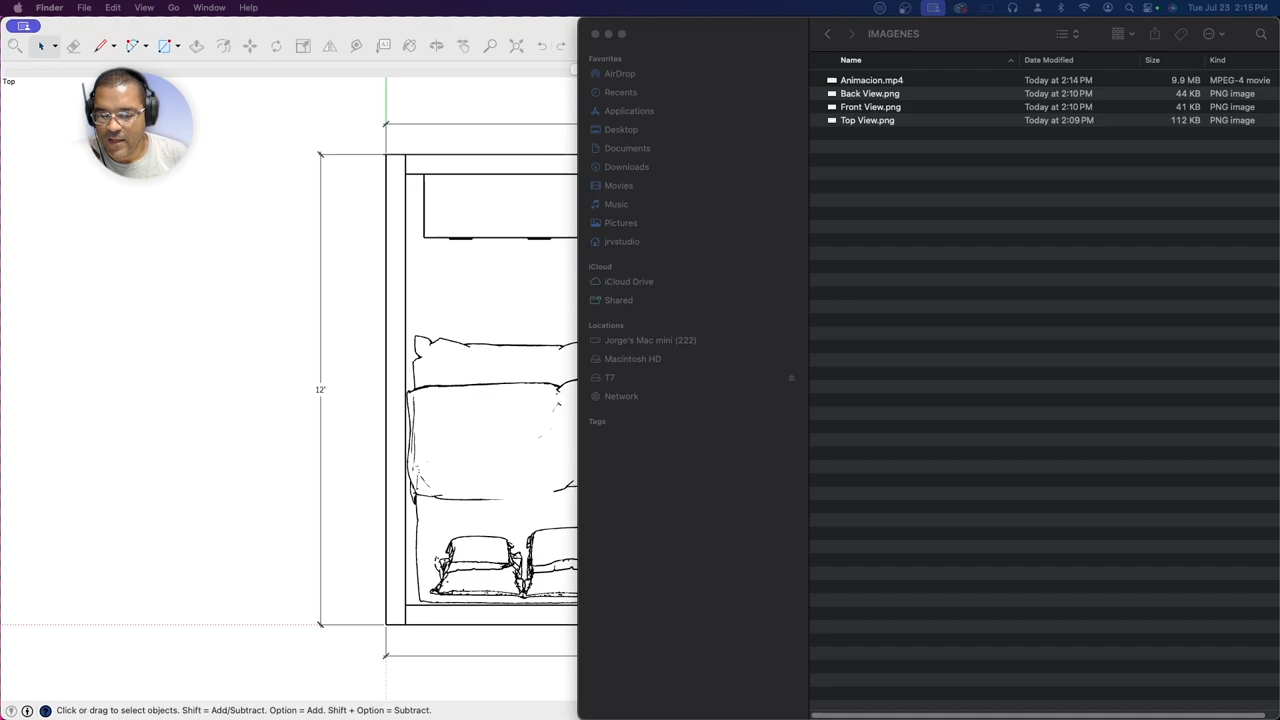 Finder File Edit View Go Window Help Tue Jul 23 2:15 PM
Top
12'
Click or drag to select objects. Shift = Add/Subtract. Option = Add. Shift + Option = Subtract.
Favorites
AirDrop
Recents
Applications
Desktop
Documents
Downloads
Movies
Music
Pictures
jrvstudio
iCloud
iCloud Drive
Shared
Locations
Jorge's Mac mini (222)
Macintosh HD
T7
Network
Tags
IMAGENES
Name Date Modified Size Kind
Animacion.mp4 Today at 2:14 PM 9.9 MB MPEG-4 movie
Back View.png Today at 2:10 PM 44 KB PNG image
Front View.png Today at 2:10 PM 41 KB PNG image
Top View.png Today at 2:09 PM 112 KB PNG image